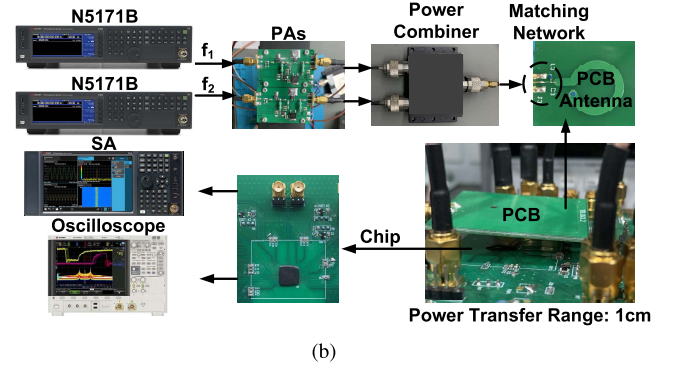 N5171B
f1
PAs
Power
Combiner
Matching
Network
N5171B
f2
PCB
Antenna
SA
Oscilloscope
Chip
PCB
Power Transfer Range: 1cm
(b)